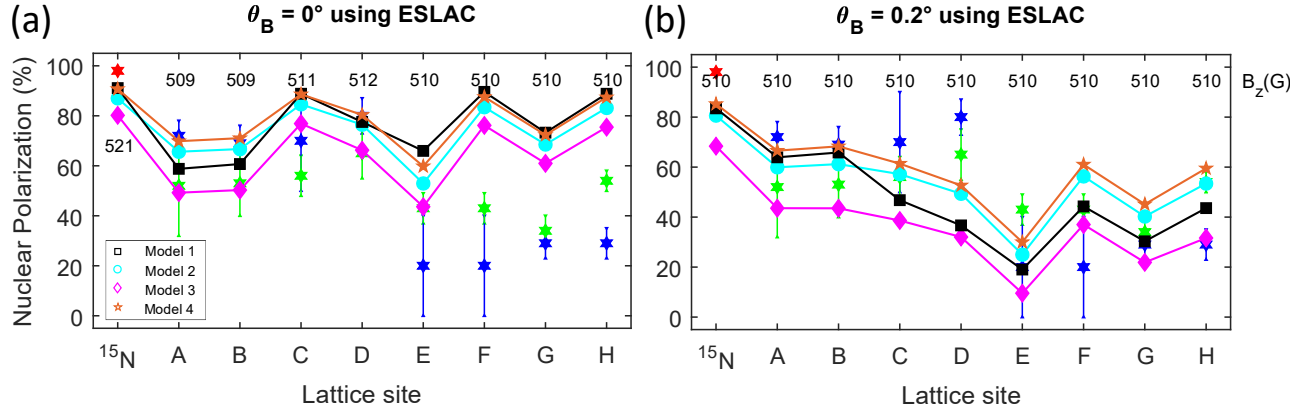 (a)
θB = 0° using ESLAC
Nuclear Polarization (%)
100
80
60
40
20
0
509 509 511 512 510 510 510 510
521
Model 1
Model 2
Model 3
Model 4
15N A B C D E F G H
Lattice site
(b)
θB = 0.2° using ESLAC
100
80
60
40
20
0
510 510 510 510 510 510 510 510 510
Bz(G)
15N A B C D E F G H
Lattice site